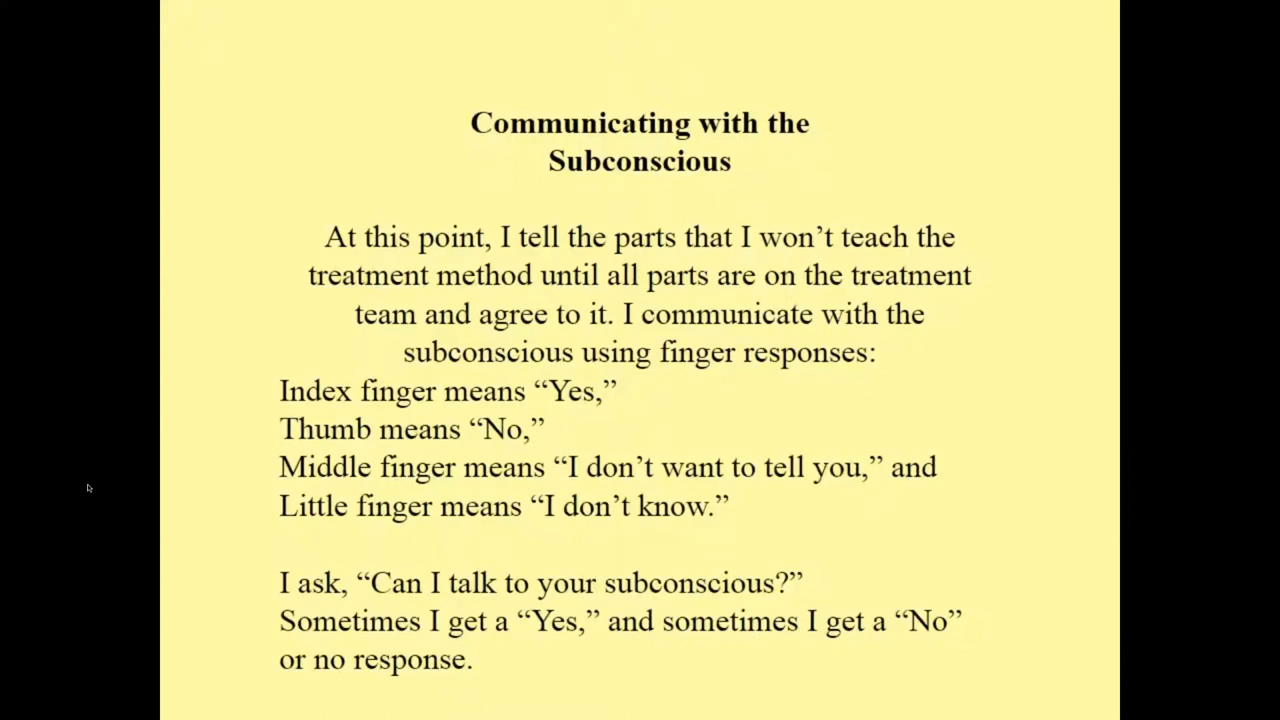 Communicating with the
Subconscious
At this point, I tell the parts that I won’t teach the
treatment method until all parts are on the treatment
team and agree to it. I communicate with the
subconscious using finger responses:
Index finger means “Yes,”
Thumb means “No,”
Middle finger means “I don’t want to tell you,” and
Little finger means “I don’t know.”
I ask, “Can I talk to your subconscious?”
Sometimes I get a “Yes,” and sometimes I get a “No”
or no response.